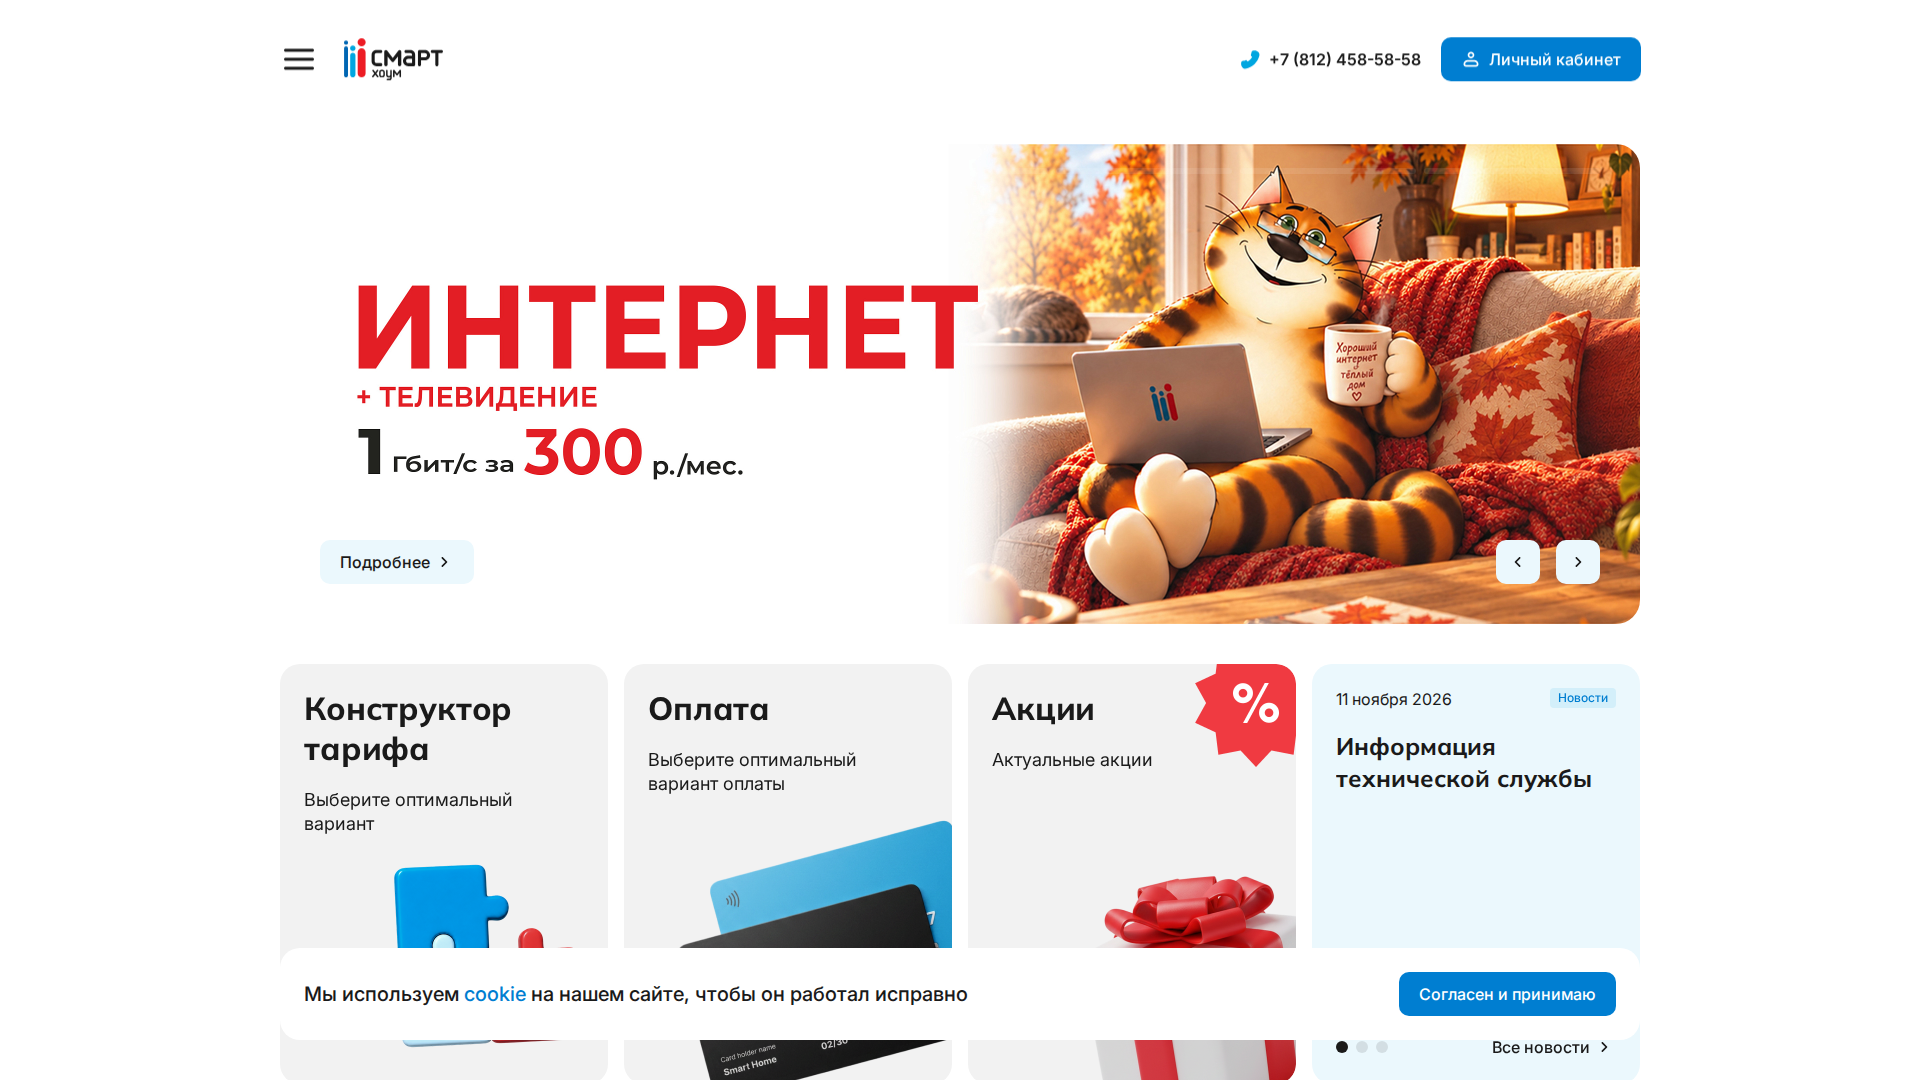 смарт
хоум
+7 (812) 458-58-58
Личный кабинет
ИНТЕРНЕТ
+ ТЕЛЕВИДЕНИЕ
1 Гбит/с за 300 р./мес.
Хороший
интернет
и
тёплый
дом
Подробнее
Конструктор
тарифа
Выберите оптимальный
вариант
Оплата
Выберите оптимальный
вариант оплаты
Акции
%
Актуальные акции
11 ноября 2026
Новости
Информация
технической службы
Мы используем cookie на нашем сайте, чтобы он работал исправно
Согласен и принимаю
Card holder name
02/30
Smart Home
Все новости